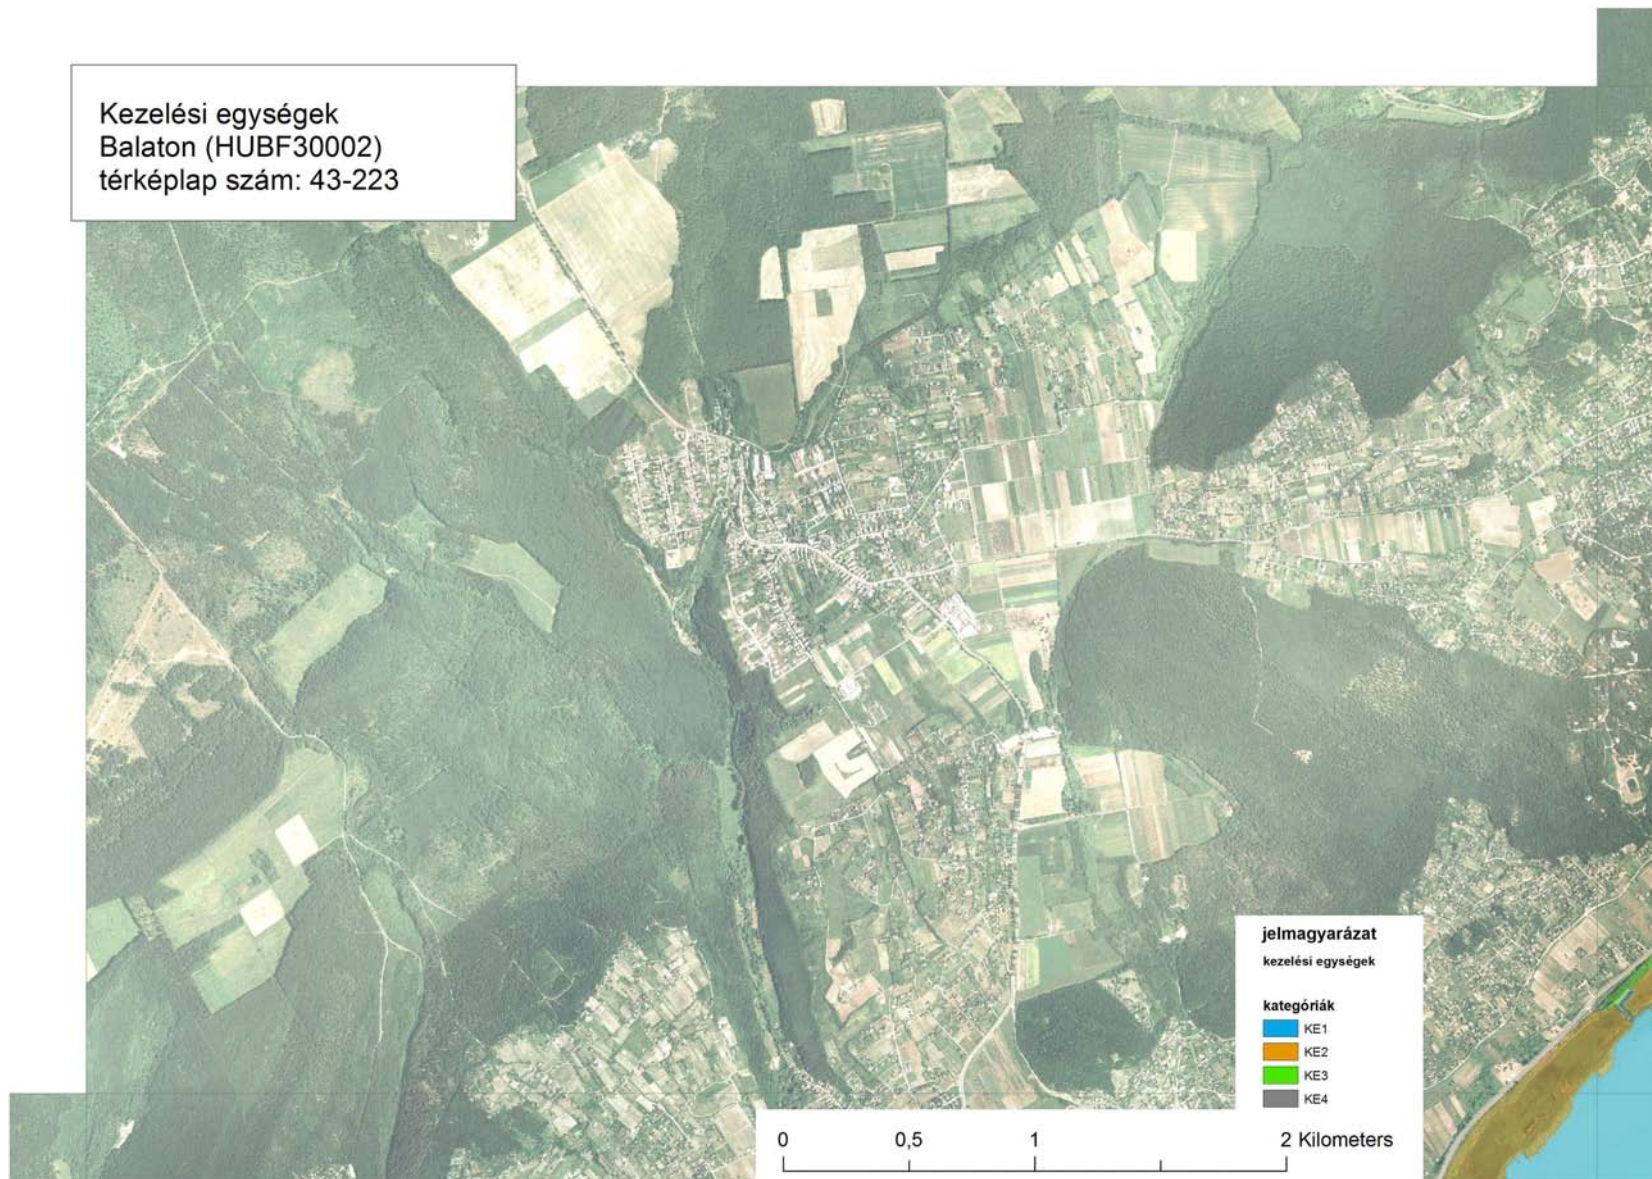 Kezelési egységek
Balaton (HUBF30002)
térképlap szám: 43-223
jelmagyarázat
kezelési egységek
kategóriák
KE1
KE2
KE3
KE4
0 0,5 1 2 Kilometers